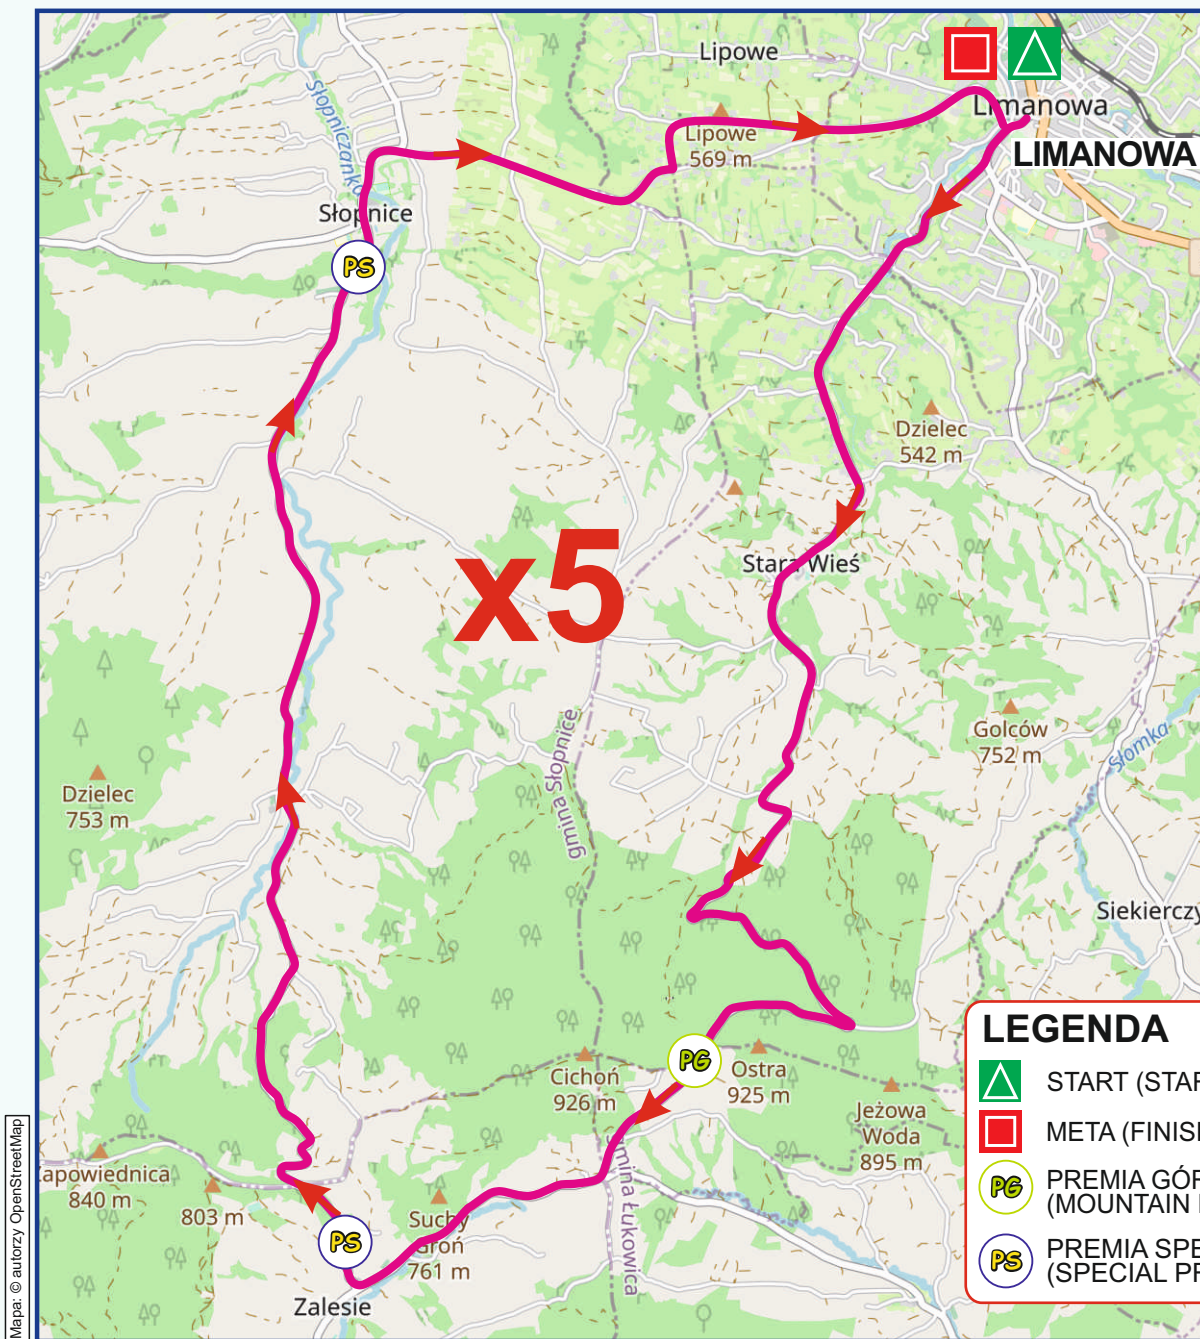 Lipowe
Limanowa
LIMANOWA
Słopniczanka
Lipowe
569 m
Słopnice
PS
Dzielec
542 m
x5
Stara Wieś
Golców
752 m
Słomka
gmina Słopnice
Dzielec
753 m
Siekierczy
PG
Cichoń
926 m
Ostra
925 m
Jeżowa
Woda
895 m
gmina Łukowica
apowiednica
840 m
803 m
Suchy
Groń
761 m
PS
Zalesie
LEGENDA
START (STAR
META (FINISH
PG
PREMIA GÓR
(MOUNTAIN
PS
PREMIA SPE
(SPECIAL PR
Mapa: © autorzy OpenStreetMap